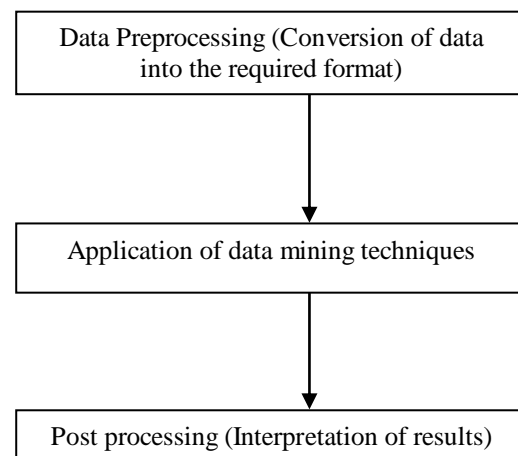 Data Preprocessing (Conversion of data
into the required format)
Application of data mining techniques
Post processing (Interpretation of results)